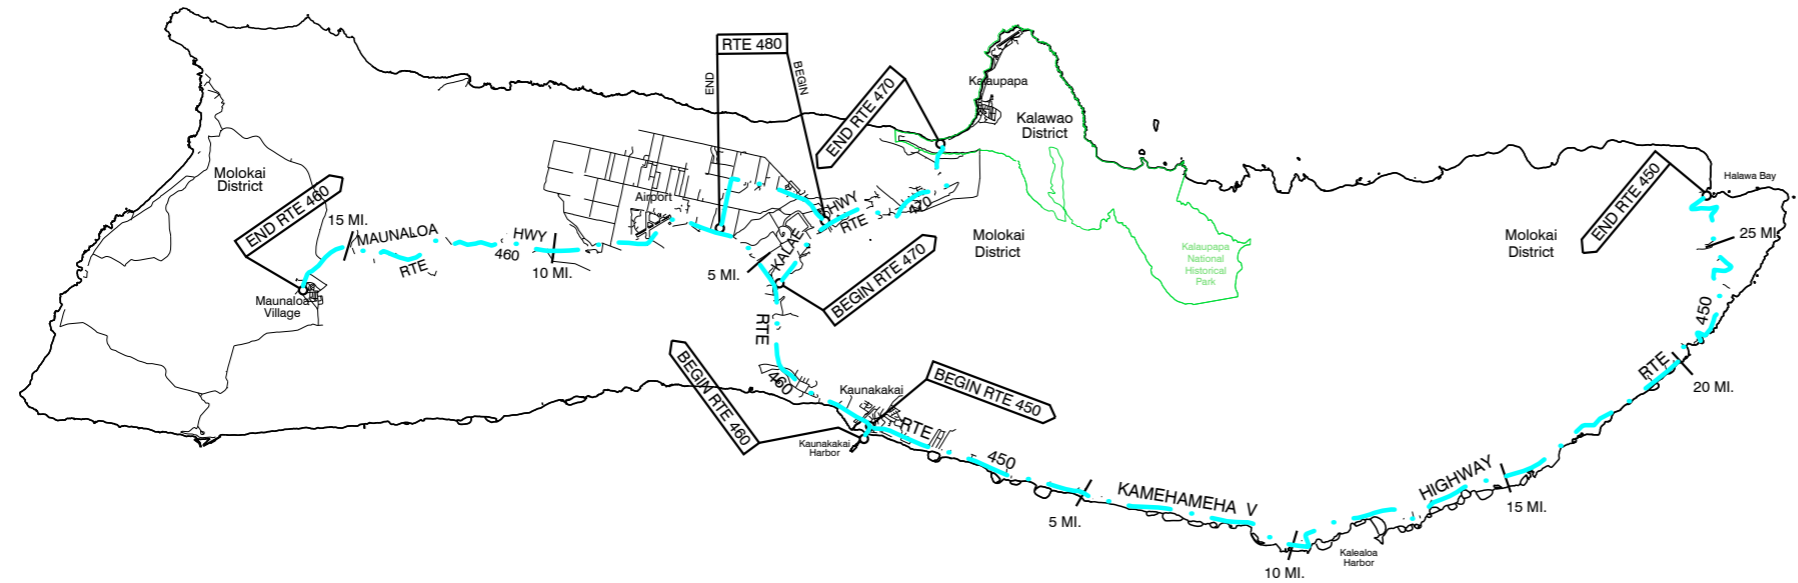 RTE 480
END
BEGIN
END RTE 470
Kalaupapa
Kalawao
District
Molokai
District
END RTE 460
15 MI.
MAUNALOA
HWY
RTE
460
10 MI.
Airport
5 MI.
KALAE
HWY
RTE
470
BEGIN RTE 470
Molokai
District
Kalaupapa
National
Historical
Park
Molokai
District
END RTE 450
Halawa Bay
25 MI.
Maunaloa
Village
RTE
460
BEGIN RTE 460
Kaunakakai
BEGIN RTE 450
Kaunakakai
Harbor
RTE
450
5 MI.
KAMEHAMEHA V
HIGHWAY
10 MI.
Kalealoa
Harbor
15 MI.
RTE
450
20 MI.